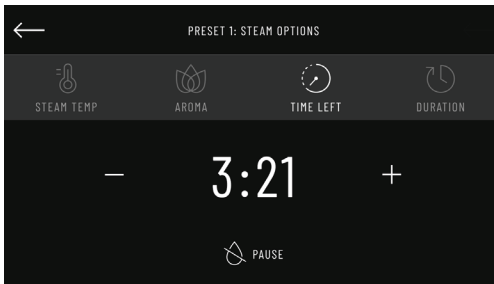 PRESET 1: STEAM OPTIONS
STEAM TEMP AROMA TIME LEFT DURATION
− 3:21 +
PAUSE